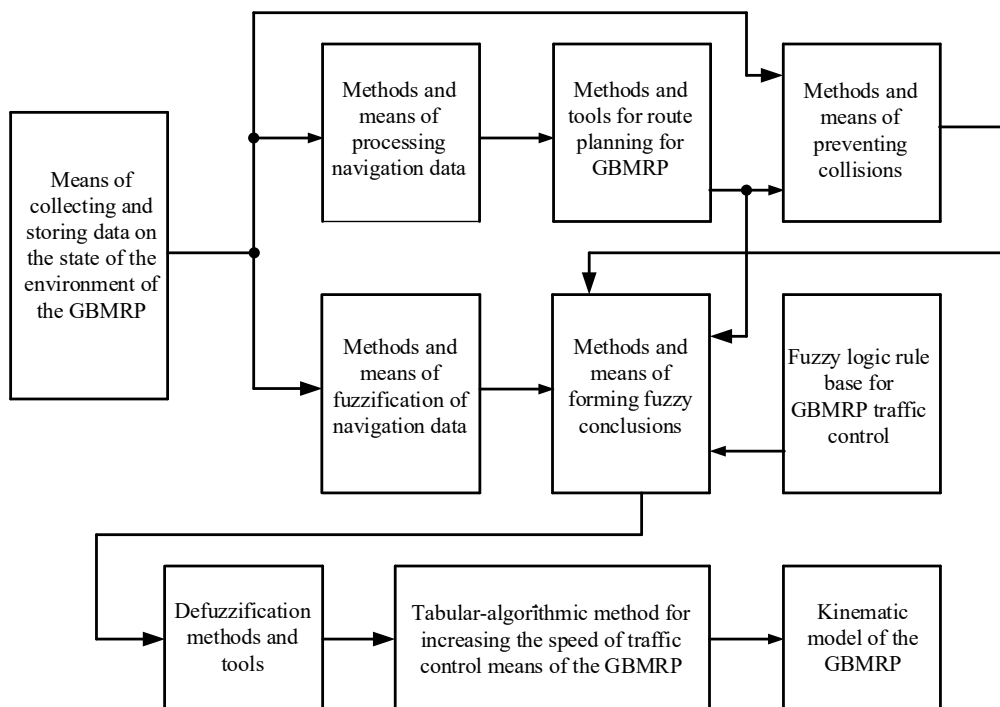 Means of
collecting and
storing data on
the state of the
environment of
the GBMRP
Methods and
means of
processing
navigation data
Methods and
tools for route
planning for
GBMRP
Methods and
means of
preventing
collisions
Methods and
means of
fuzzification of
navigation data
Methods and
means of
forming fuzzy
conclusions
Fuzzy logic rule
base for
GBMRP traffic
control
Defuzzification
methods and
tools
Tabular-algorithmic method for
increasing the speed of traffic
control means of the GBMRP
Kinematic
model of the
GBMRP